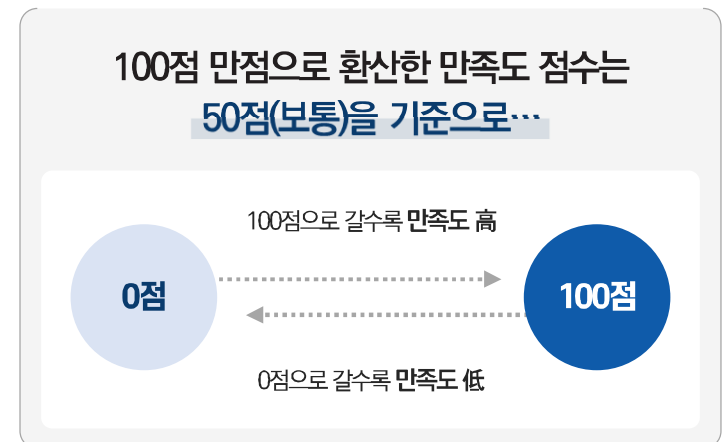 100점 만점으로 환산한 만족도 점수는
50점(보통)을 기준으로…
100점으로 갈수록 만족도 高
0점
100점
0점으로 갈수록 만족도 低